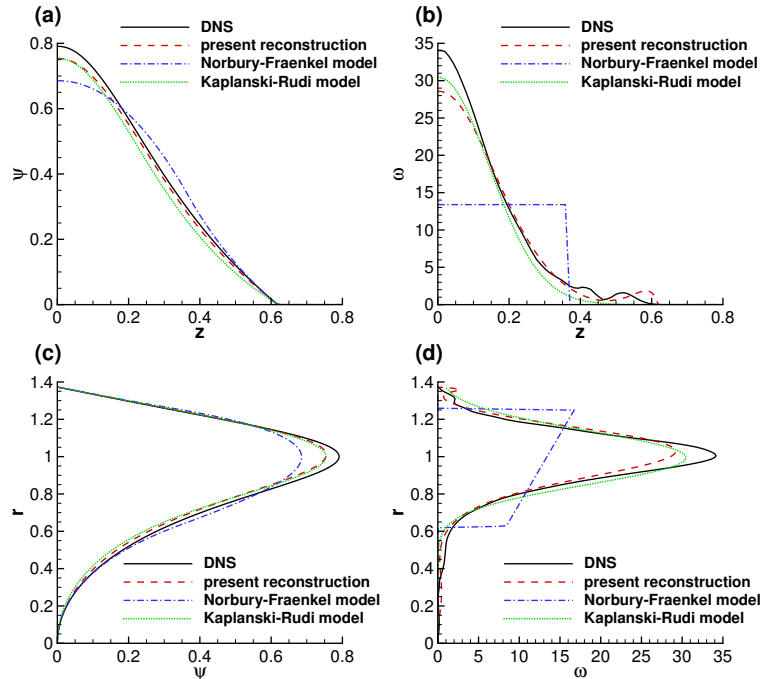 (a)
DNS
present reconstruction
Norbury-Fraenkel model
Kaplanski-Rudi model
ψ
0.8
0.6
0.4
0.2
0
0 0.2 0.4 0.6 0.8
z
(b)
DNS
present reconstruction
Norbury-Fraenkel model
Kaplanski-Rudi model
ω
35
30
25
20
15
10
5
0
0 0.2 0.4 0.6 0.8
z
(c)
r
1.4
1.2
1
0.8
0.6
0.4
0.2
0
DNS
present reconstruction
Norbury-Fraenkel model
Kaplanski-Rudi model
0 0.2 0.4 0.6 0.8
ψ
(d)
r
1.4
1.2
1
0.8
0.6
0.4
0.2
0
DNS
present reconstruction
Norbury-Fraenkel model
Kaplanski-Rudi model
0 5 10 15 20 25 30 35
ω